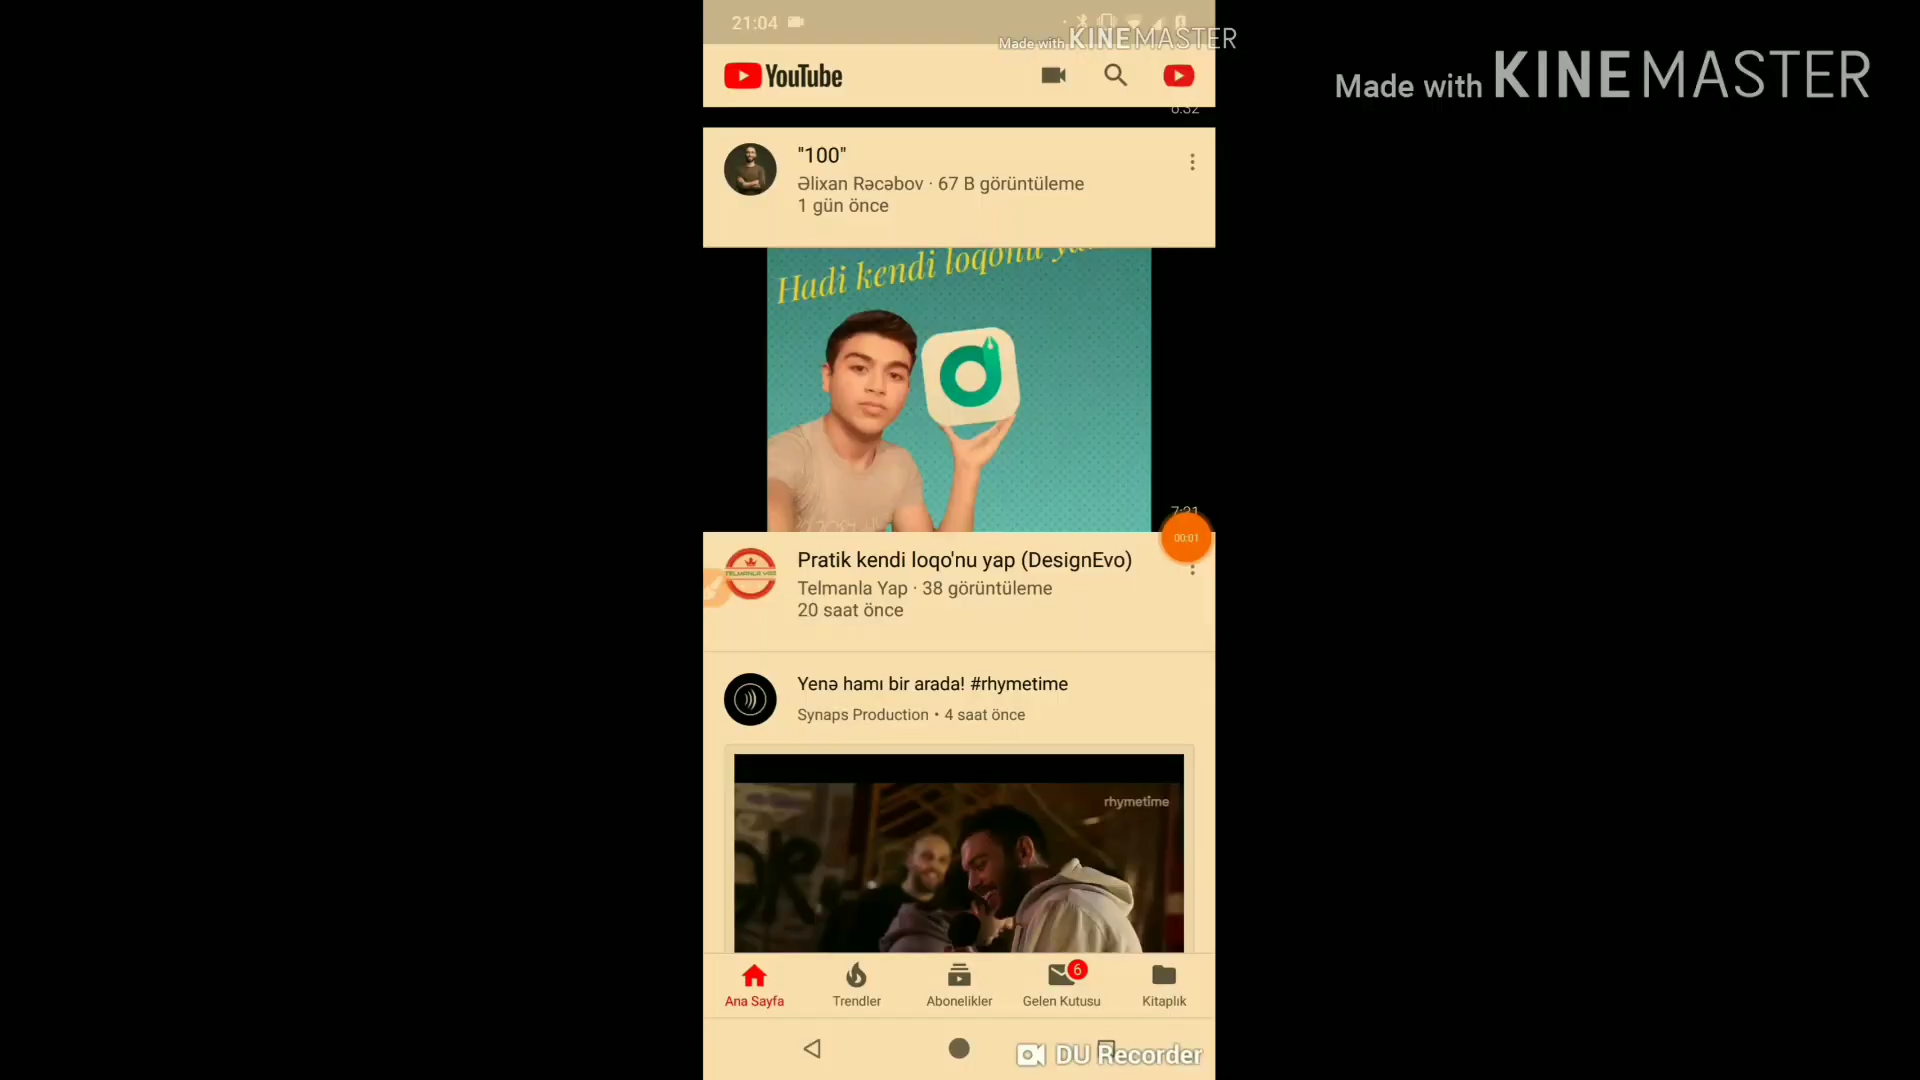 21:04
Made with KINEMASTER
Made with KINEMASTER
YouTube
6:32
"100"
Əlixan Rəcəbov · 67 B görüntüleme
1 gün önce
Hadi kendi loqonu
7:21
00:01
Pratik kendi loqo'nu yap (DesignEvo)
Telmanla Yap · 38 görüntüleme
20 saat önce
Yenə hamı bir arada! #rhymetime
Synaps Production • 4 saat önce
rhymetime
6
Ana Sayfa
Trendler
Abonelikler
Gelen Kutusu
Kitaplık
DU Recorder